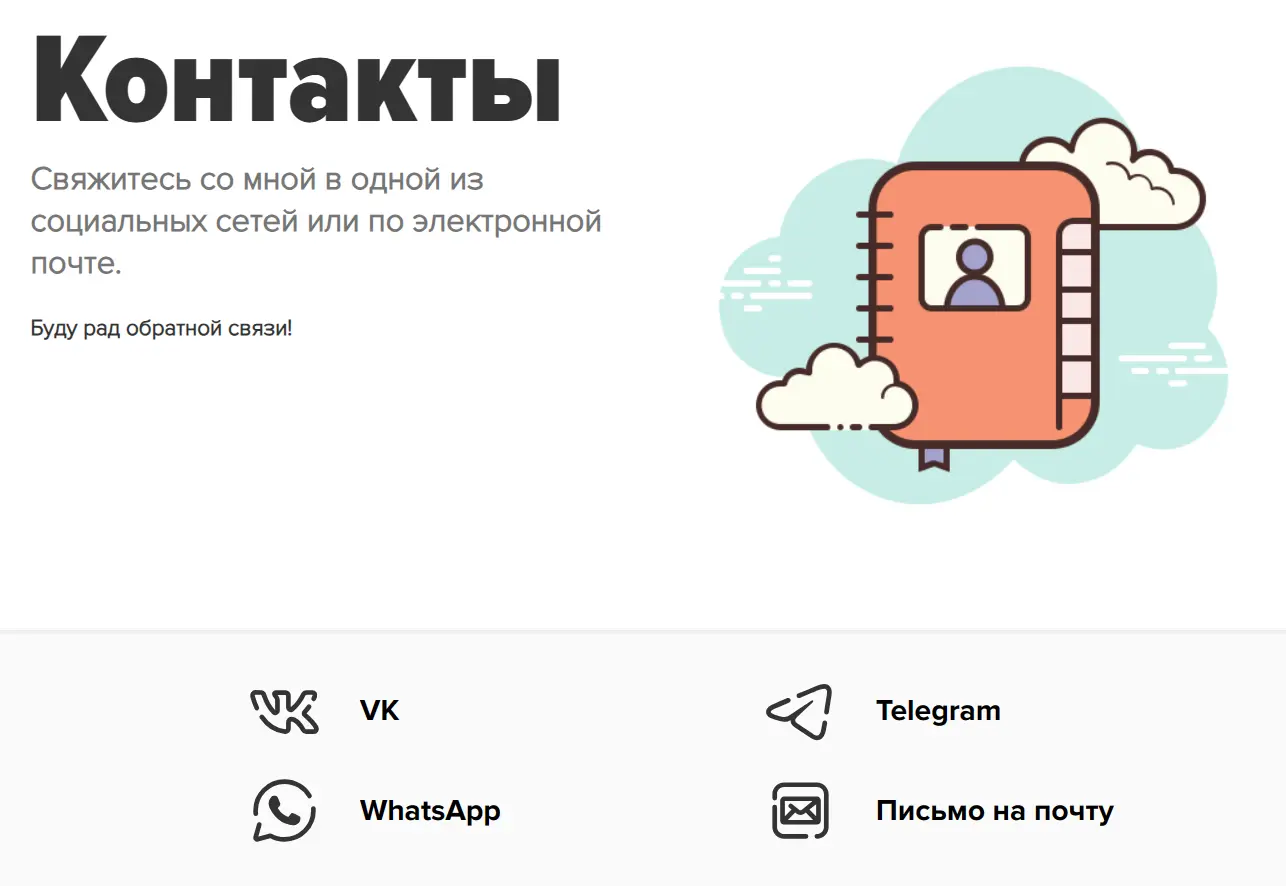 Контакты
Свяжитесь со мной в одной из
социальных сетей или по электронной
почте.
Буду рад обратной связи!
VK
Telegram
WhatsApp
Письмо на почту